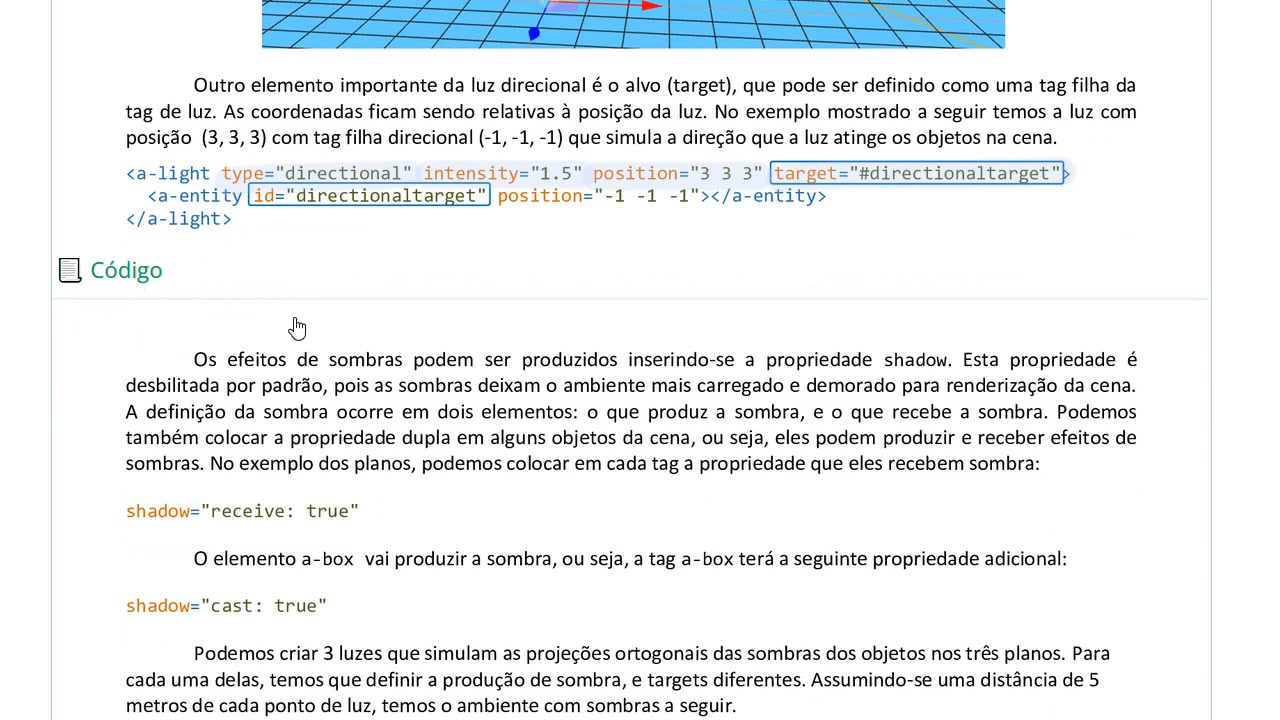 Outro elemento importante da luz direcional é o alvo (target), que pode ser definido como uma tag filha da
tag de luz. As coordenadas ficam sendo relativas à posição da luz. No exemplo mostrado a seguir temos a luz com
posição (3, 3, 3) com tag filha direcional (-1, -1, -1) que simula a direção que a luz atinge os objetos na cena.
<a-light type="directional" intensity="1.5" position="3 3 3" target="#directionaltarget">
<a-entity id="directionaltarget" position="-1 -1 -1"></a-entity>
</a-light>
Código
Os efeitos de sombras podem ser produzidos inserindo-se a propriedade shadow. Esta propriedade é
desbilitada por padrão, pois as sombras deixam o ambiente mais carregado e demorado para renderização da cena.
A definição da sombra ocorre em dois elementos: o que produz a sombra, e o que recebe a sombra. Podemos
também colocar a propriedade dupla em alguns objetos da cena, ou seja, eles podem produzir e receber efeitos de
sombras. No exemplo dos planos, podemos colocar em cada tag a propriedade que eles recebem sombra:
shadow="receive: true"
O elemento a-box vai produzir a sombra, ou seja, a tag a-box terá a seguinte propriedade adicional:
shadow="cast: true"
Podemos criar 3 luzes que simulam as projeções ortogonais das sombras dos objetos nos três planos. Para
cada uma delas, temos que definir a produção de sombra, e targets diferentes. Assumindo-se uma distância de 5
metros de cada ponto de luz, temos o ambiente com sombras a seguir.